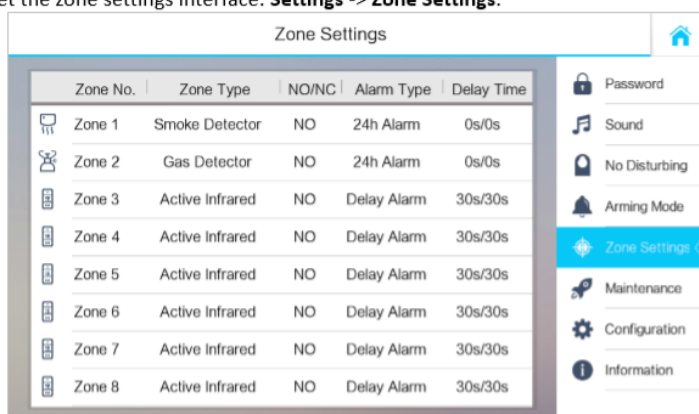 Zone Settings
Zone No. Zone Type NO/NC Alarm Type Delay Time
Zone 1 Smoke Detector NO 24h Alarm 0s/0s
Zone 2 Gas Detector NO 24h Alarm 0s/0s
Zone 3 Active Infrared NO Delay Alarm 30s/30s
Zone 4 Active Infrared NO Delay Alarm 30s/30s
Zone 5 Active Infrared NO Delay Alarm 30s/30s
Zone 6 Active Infrared NO Delay Alarm 30s/30s
Zone 7 Active Infrared NO Delay Alarm 30s/30s
Zone 8 Active Infrared NO Delay Alarm 30s/30s
Password
Sound
No Disturbing
Arming Mode
Zone Settings
Maintenance
Configuration
Information